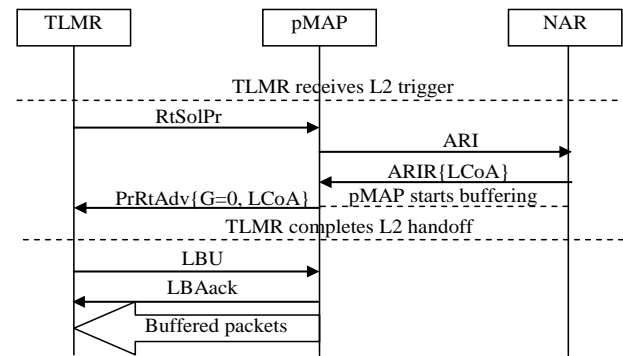 TLMR pMAP NAR
TLMR receives L2 trigger
RtSolPr
ARI
ARIR{LCoA}
PrRtAdv{G=0, LCoA} pMAP starts buffering
TLMR completes L2 handoff
LBU
LBAack
Buffered packets